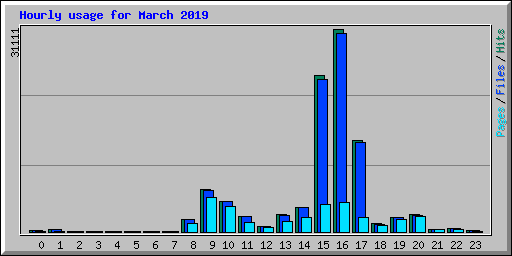 Hourly usage for March 2019
31111
Pages/Files/Hits
0 1 2 3 4 5 6 7 8 9 10 11 12 13 14 15 16 17 18 19 20 21 22 23